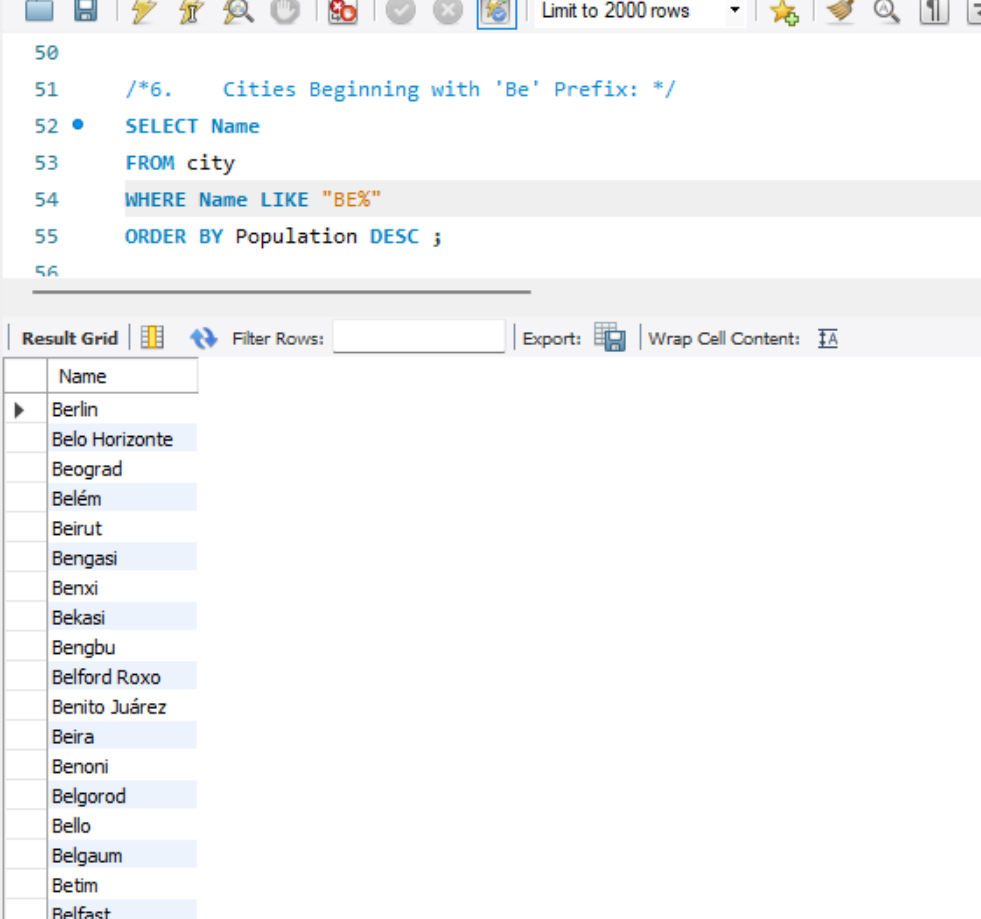 Limit to 2000 rows
50
51 /*6. Cities Beginning with 'Be' Prefix: */
52 SELECT Name
53 FROM city
54 WHERE Name LIKE "BE%"
55 ORDER BY Population DESC ;
56
Result Grid Filter Rows: Export: Wrap Cell Content: IA
Name
Berlin
Belo Horizonte
Beograd
Belém
Beirut
Bengasi
Benxi
Bekasi
Bengbu
Belford Roxo
Benito Juárez
Beira
Benoni
Belgorod
Bello
Belgaum
Betim
Belfast